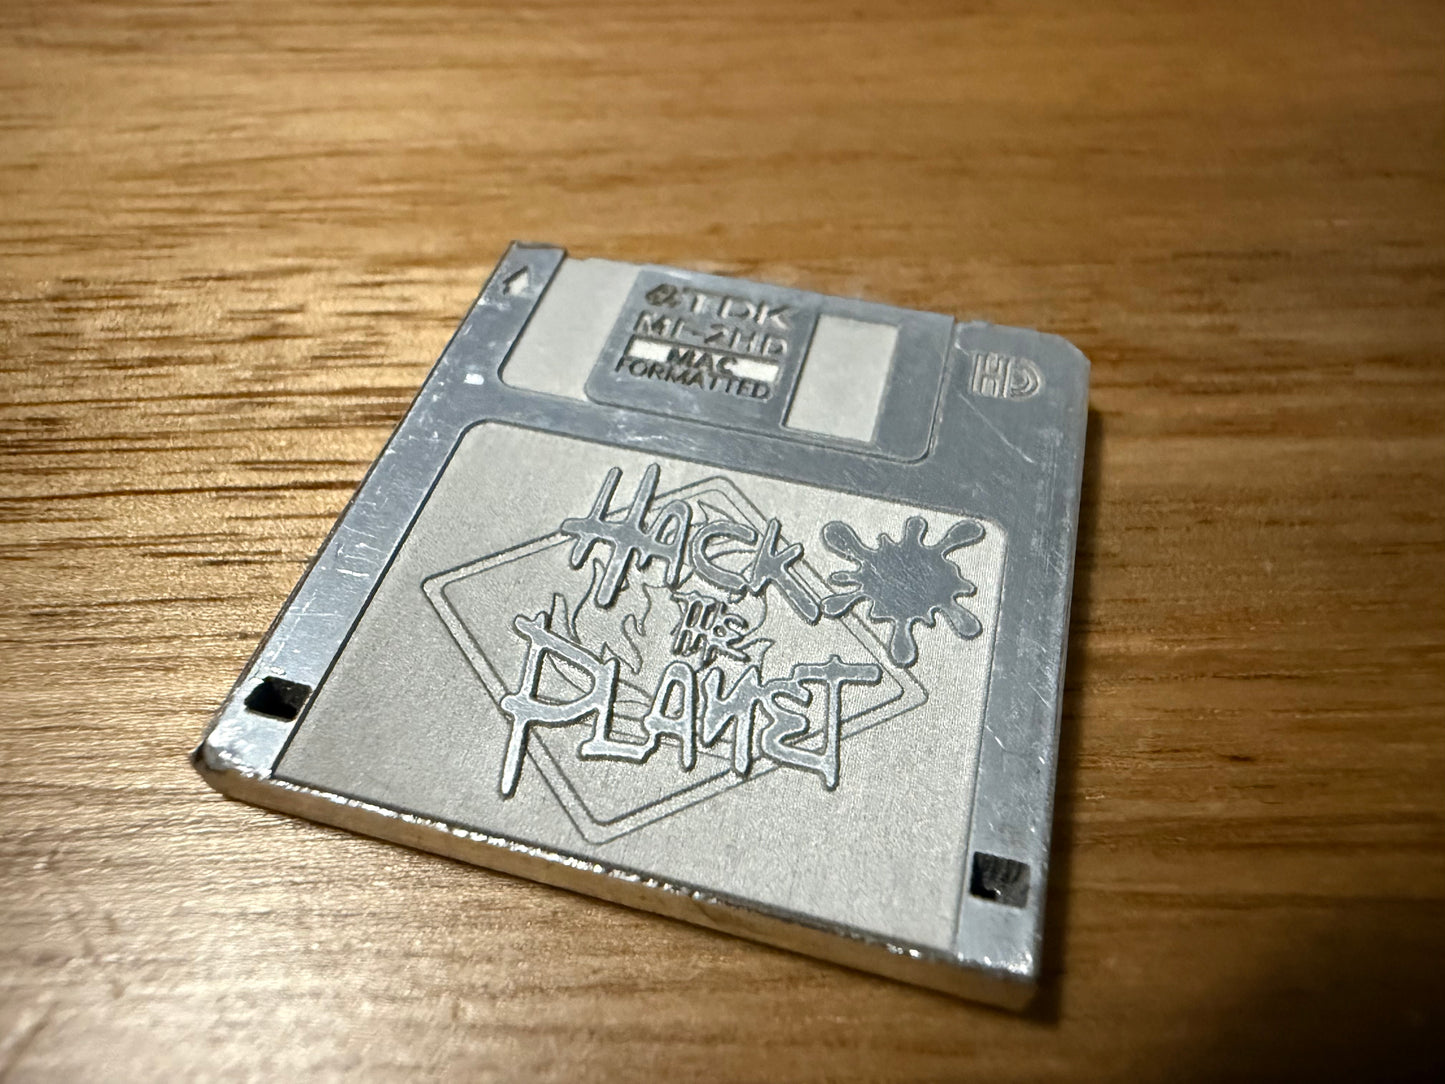 TDK
MF-2HD
MAC
FORMATTED
HD
HACK
THE
PLANET